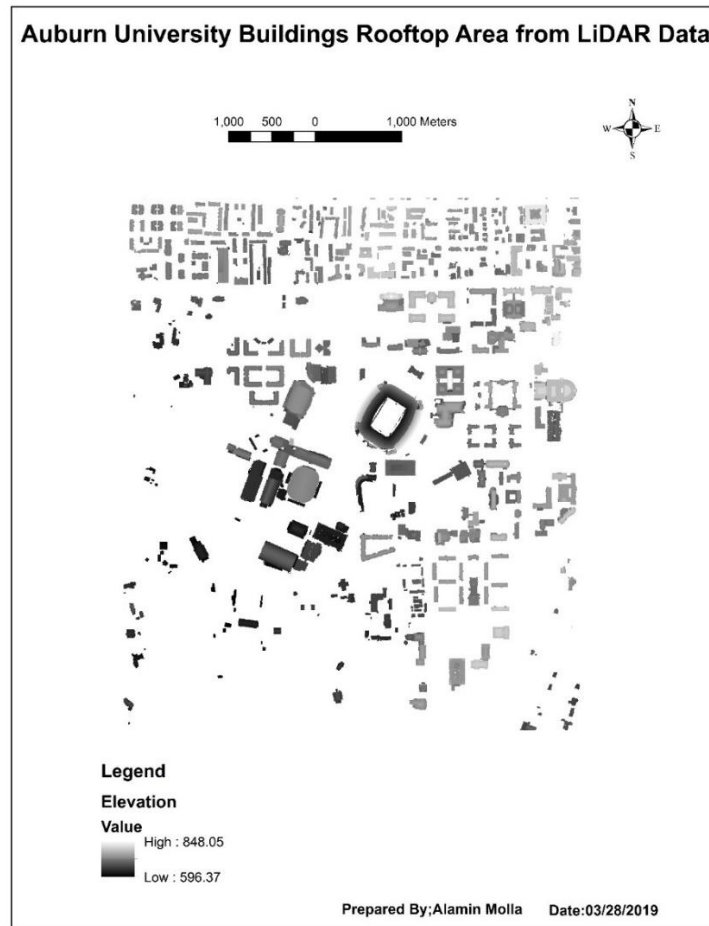 Auburn University Buildings Rooftop Area from LiDAR Data
1,000 500 0 1,000 Meters
N
W E
S
Legend
Elevation
Value
High : 848.05
Low : 596.37
Prepared By;Alamin Molla Date:03/28/2019